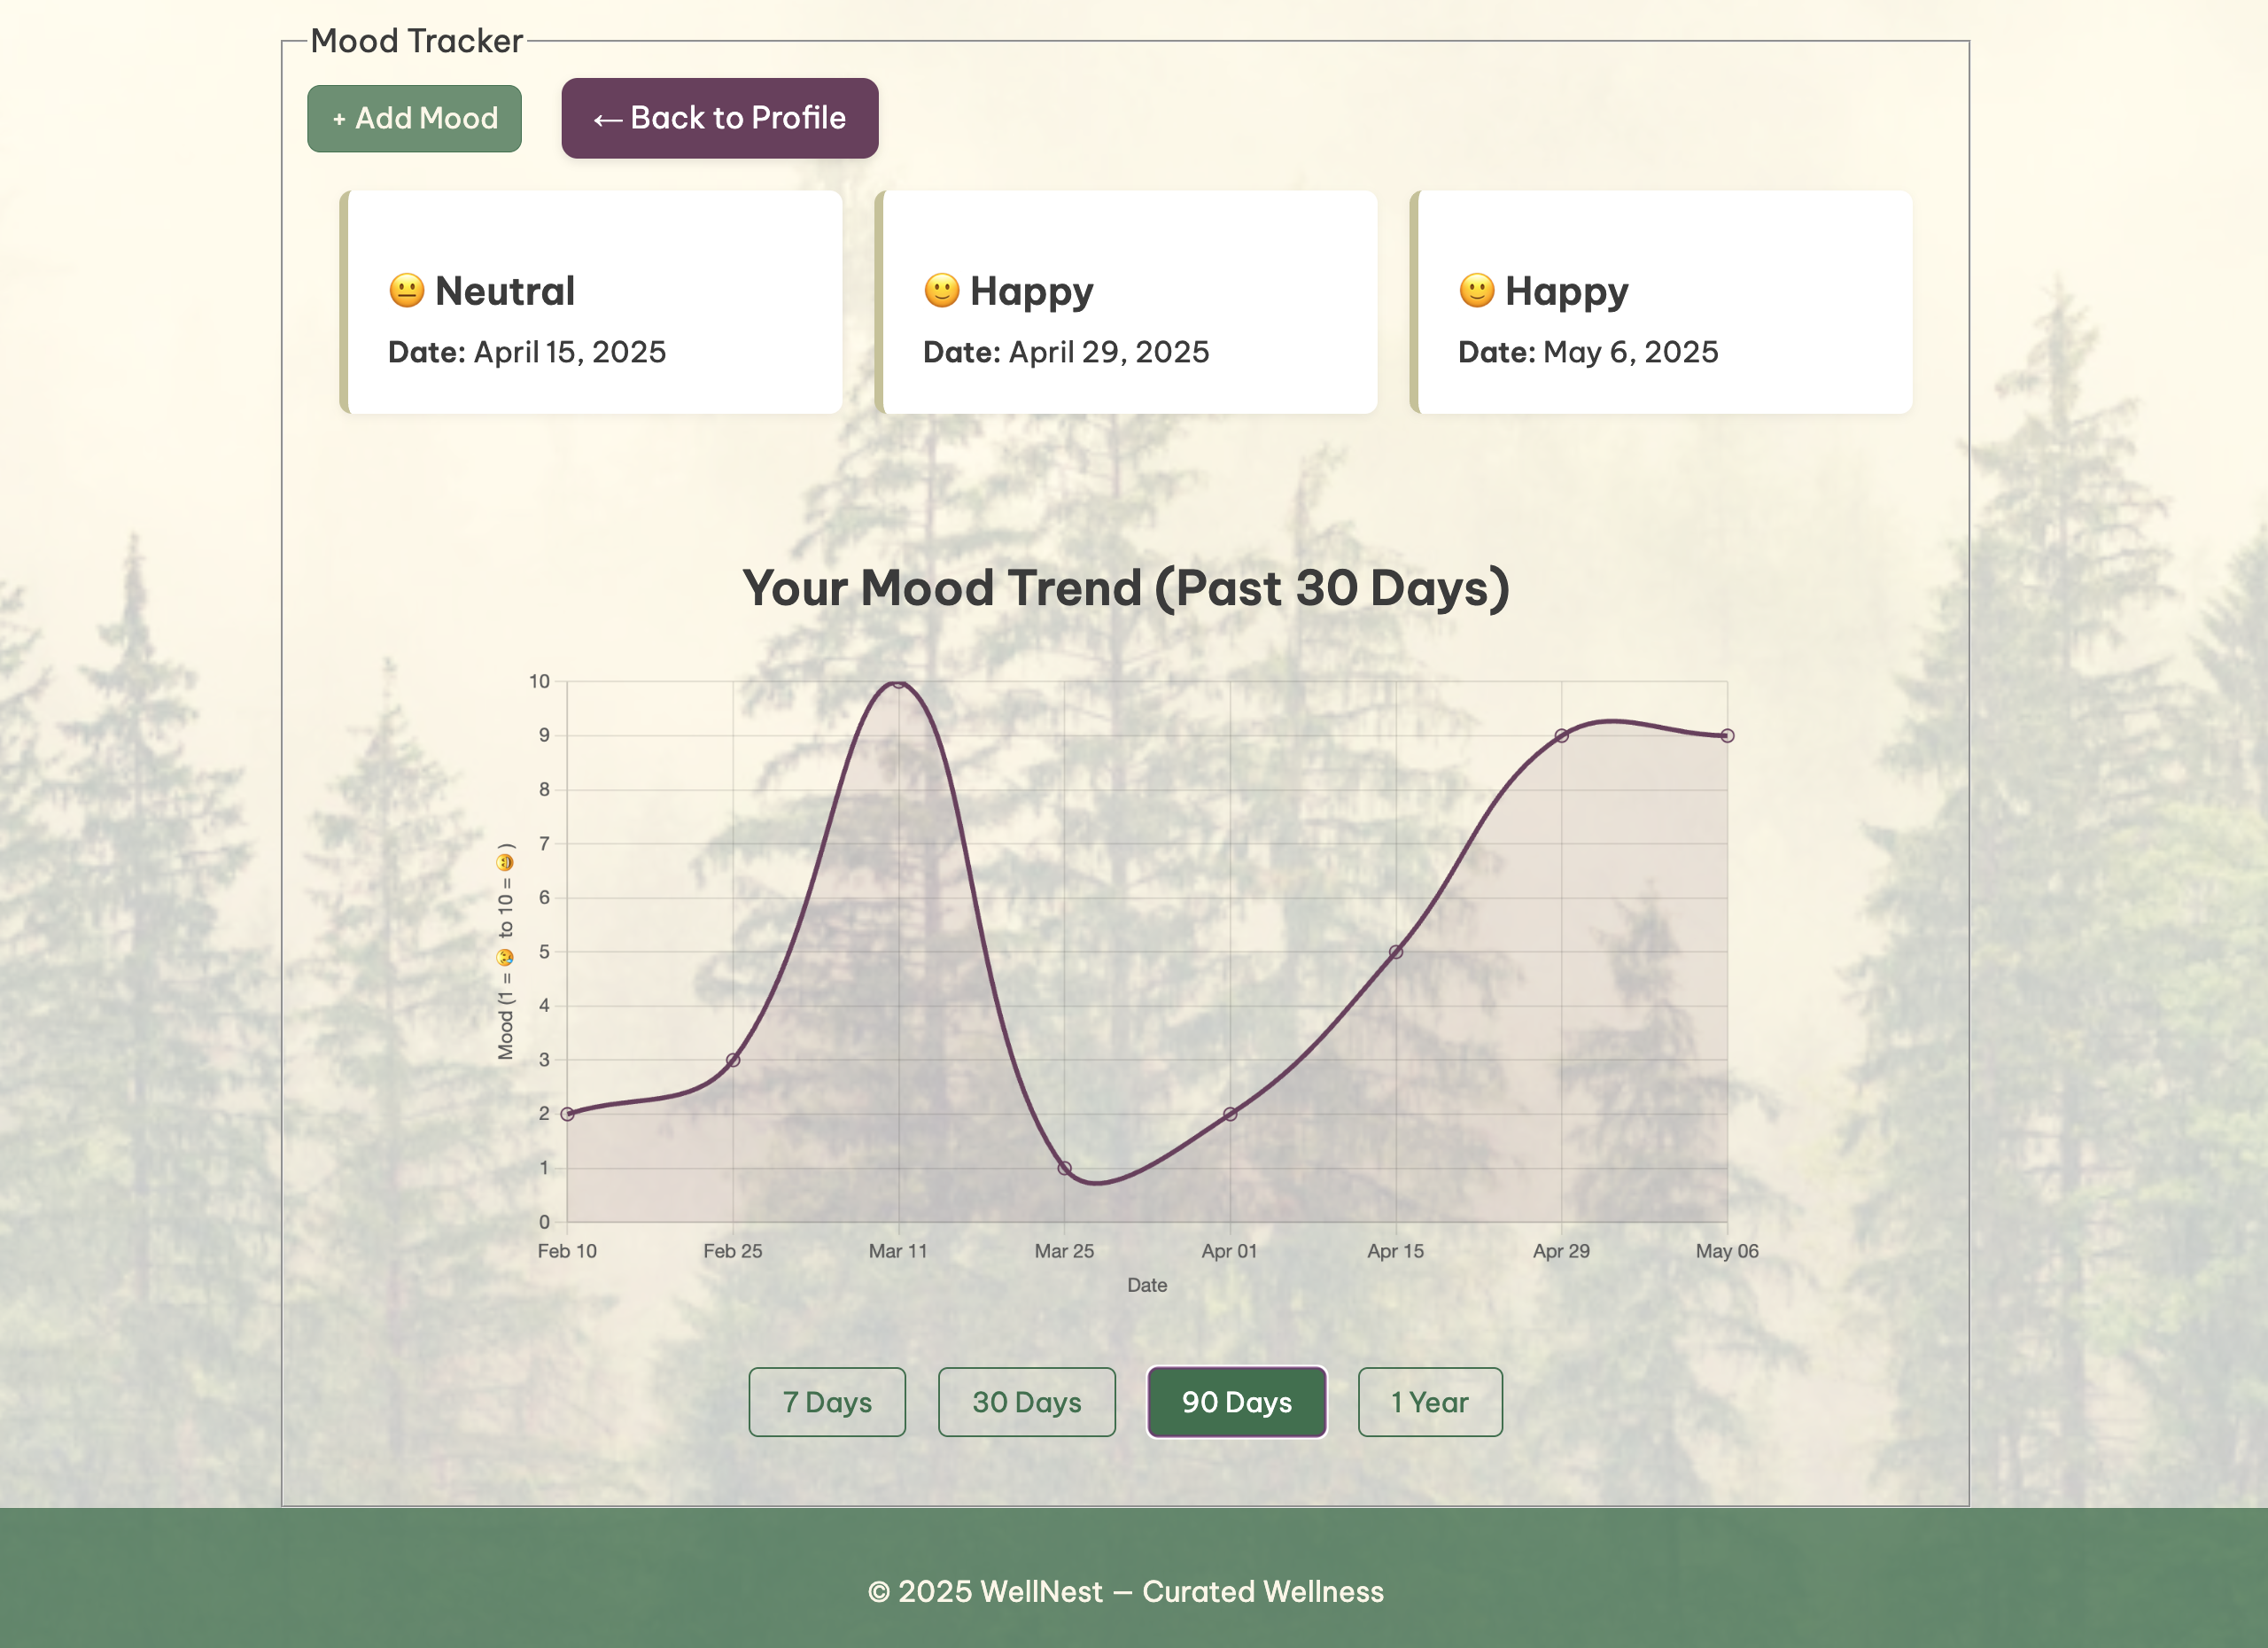 Mood Tracker
+ Add Mood
← Back to Profile
😐 Neutral
Date: April 15, 2025
🙂 Happy
Date: April 29, 2025
🙂 Happy
Date: May 6, 2025
Your Mood Trend (Past 30 Days)
10
9
8
7
6
5
4
3
2
1
0
Mood (1 = 😢 to 10 = 😄)
Feb 10
Feb 25
Mar 11
Mar 25
Apr 01
Apr 15
Apr 29
May 06
Date
7 Days
30 Days
90 Days
1 Year
© 2025 WellNest — Curated Wellness